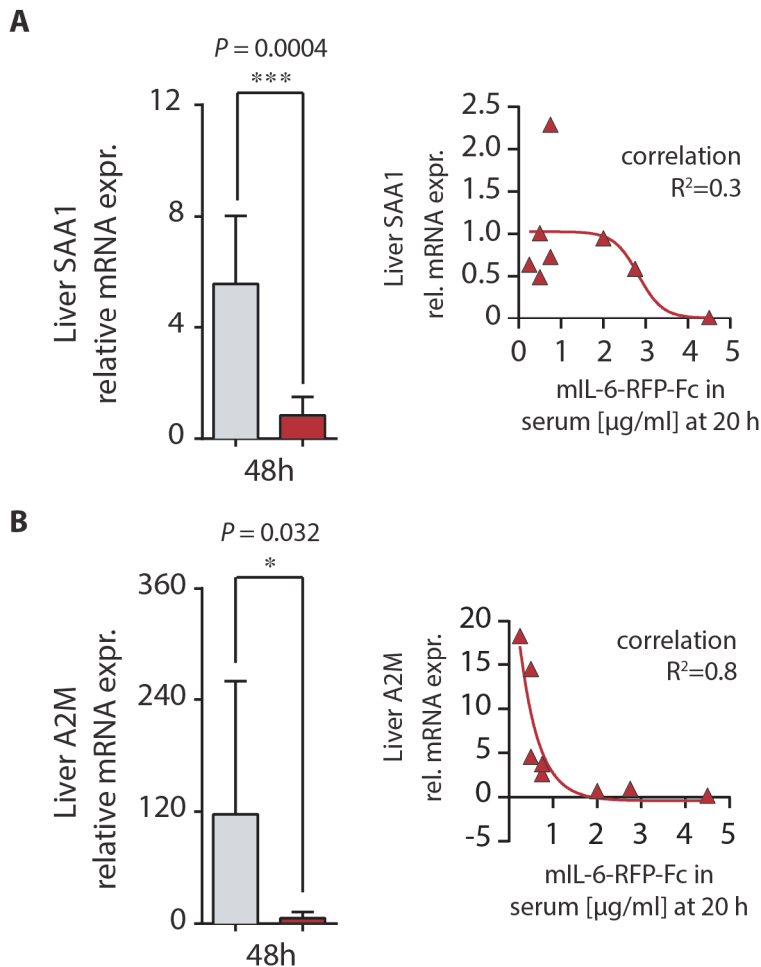 A
P = 0.0004
***
12
8
4
0
Liver SAA1
relative mRNA expr.
48h
2.5
2.0
1.5
1.0
0.5
0
Liver SAA1
rel. mRNA expr.
correlation
R²=0.3
0 1 2 3 4 5
mIL-6-RFP-Fc in
serum [µg/ml] at 20 h
B
P = 0.032
*
360
240
120
0
Liver A2M
relative mRNA expr.
48h
20
15
10
5
0
-5
Liver A2M
rel. mRNA expr.
correlation
R²=0.8
1 2 3 4 5
mIL-6-RFP-Fc in
serum [µg/ml] at 20 h